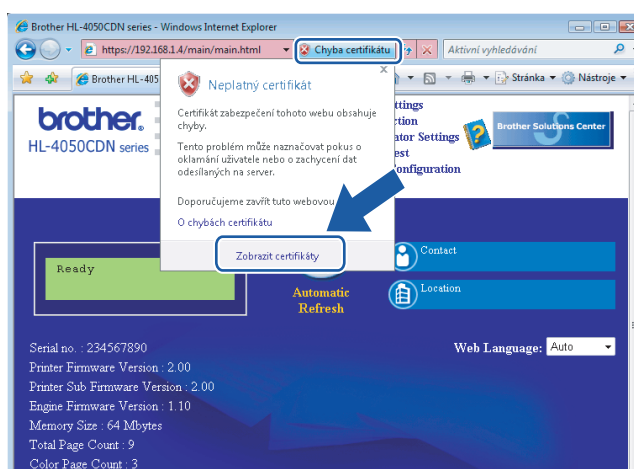 Brother HL-4050CDN series - Windows Internet Explorer
https://192.168.1.4/main/main.html
Chyba certifikátu
Aktivní vyhledávání
Brother HL-405
Stránka
Nástroje
Neplatný certifikát
Certifikát zabezpečení tohoto webu obsahuje
chyby.
Tento problém může naznačovat pokus o
oklamání uživatele nebo o zachycení dat
odesílaných na server.
Doporučujeme zavřít tuto webovou
O chybách certifikátu
Zobrazit certifikáty
brother.
HL-4050CDN series
ttings
ction
ator Settings
est
onfiguration
Brother Solutions Center
Ready
Automatic
Refresh
Contact
Location
Serial no. : 234567890
Web Language: Auto
Printer Firmware Version : 2.00
Printer Sub Firmware Version : 2.00
Engine Firmware Version : 1.10
Memory Size : 64 Mbytes
Total Page Count : 9
Color Page Count : 3